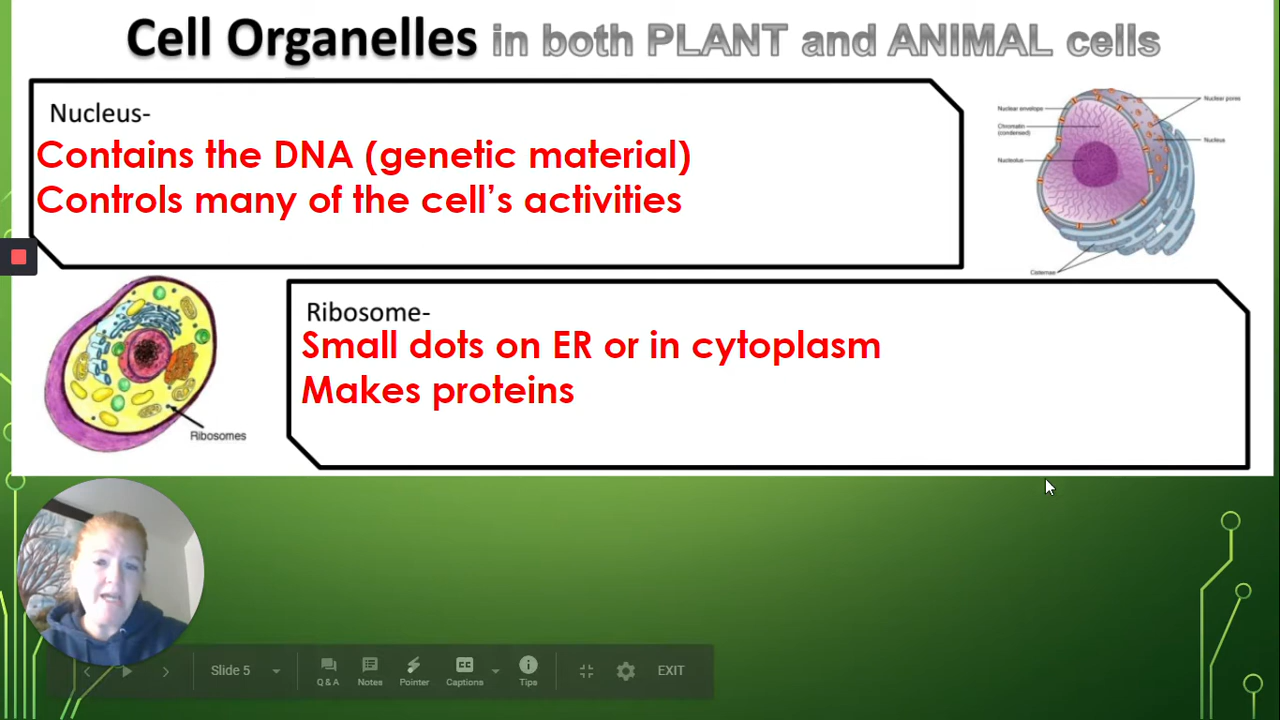 Cell Organelles in both PLANT and ANIMAL cells
Nucleus-
Contains the DNA (genetic material)
Controls many of the cell’s activities
Nuclear envelope
Chromatin
(condensed)
Nucleolus
Nuclear pores
Nucleus
Cisternae
Ribosomes
Ribosome-
Small dots on ER or in cytoplasm
Makes proteins
Slide 5
Q & A
Notes
Pointer
Captions
Tips
EXIT